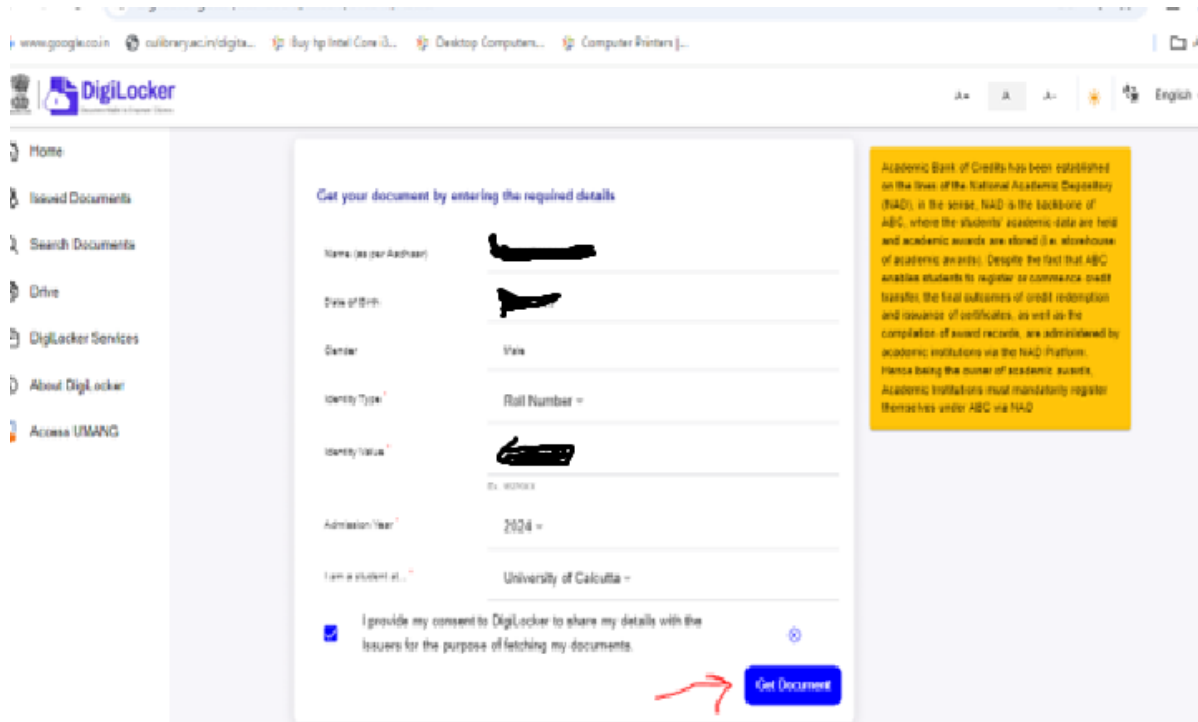 www.google.co.in culibrary.ac.in/digita... Buy hp Intel Core i3... Desktop Computers... Computer Printers |...
DigiLocker
A+ A A- English
Home
Issued Documents
Search Documents
Drive
DigiLocker Services
About DigiLocker
Access UMANG
Get your document by entering the required details
Name (as per Aadhaar)
Date of Birth
Gender Male
Identity Type * Roll Number
Identity Value *
Admission Year * 2024
I am a student at... * University of Calcutta
I provide my consent to DigiLocker to share my details with the
Issuers for the purpose of fetching my documents.
Get Document
Academic Bank of Credits has been established
on the lines of the National Academic Depository
(NAD), in the sense, NAD is the backbone of
ABC, where the students' academic data are held
and academic awards are stored (i.e. storehouse
of academic awards). Despite the fact that ABC
enables students to register or commence credit
transfer, the final outcomes of credit redemption
and issuance of certificates, as well as the
compilation of award records, are administered by
academic institutions via the NAD Platform.
Hence being the owner of academic awards,
Academic Institutions must mandatorily register
themselves under ABC via NAD